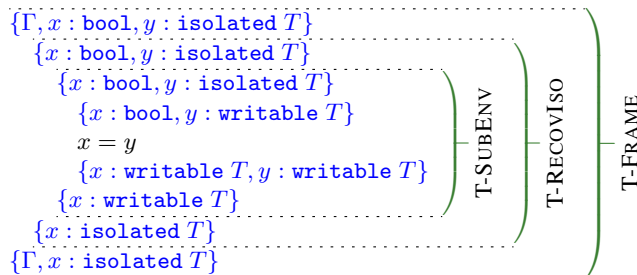 {Γ, x : bool, y : isolated T}
{x : bool, y : isolated T}
{x : bool, y : isolated T}
{x : bool, y : writable T}
x = y
{x : writable T, y : writable T}
{x : writable T}
{x : isolated T}
{Γ, x : isolated T}
T-SUBENV
T-RECOVISO
T-FRAME